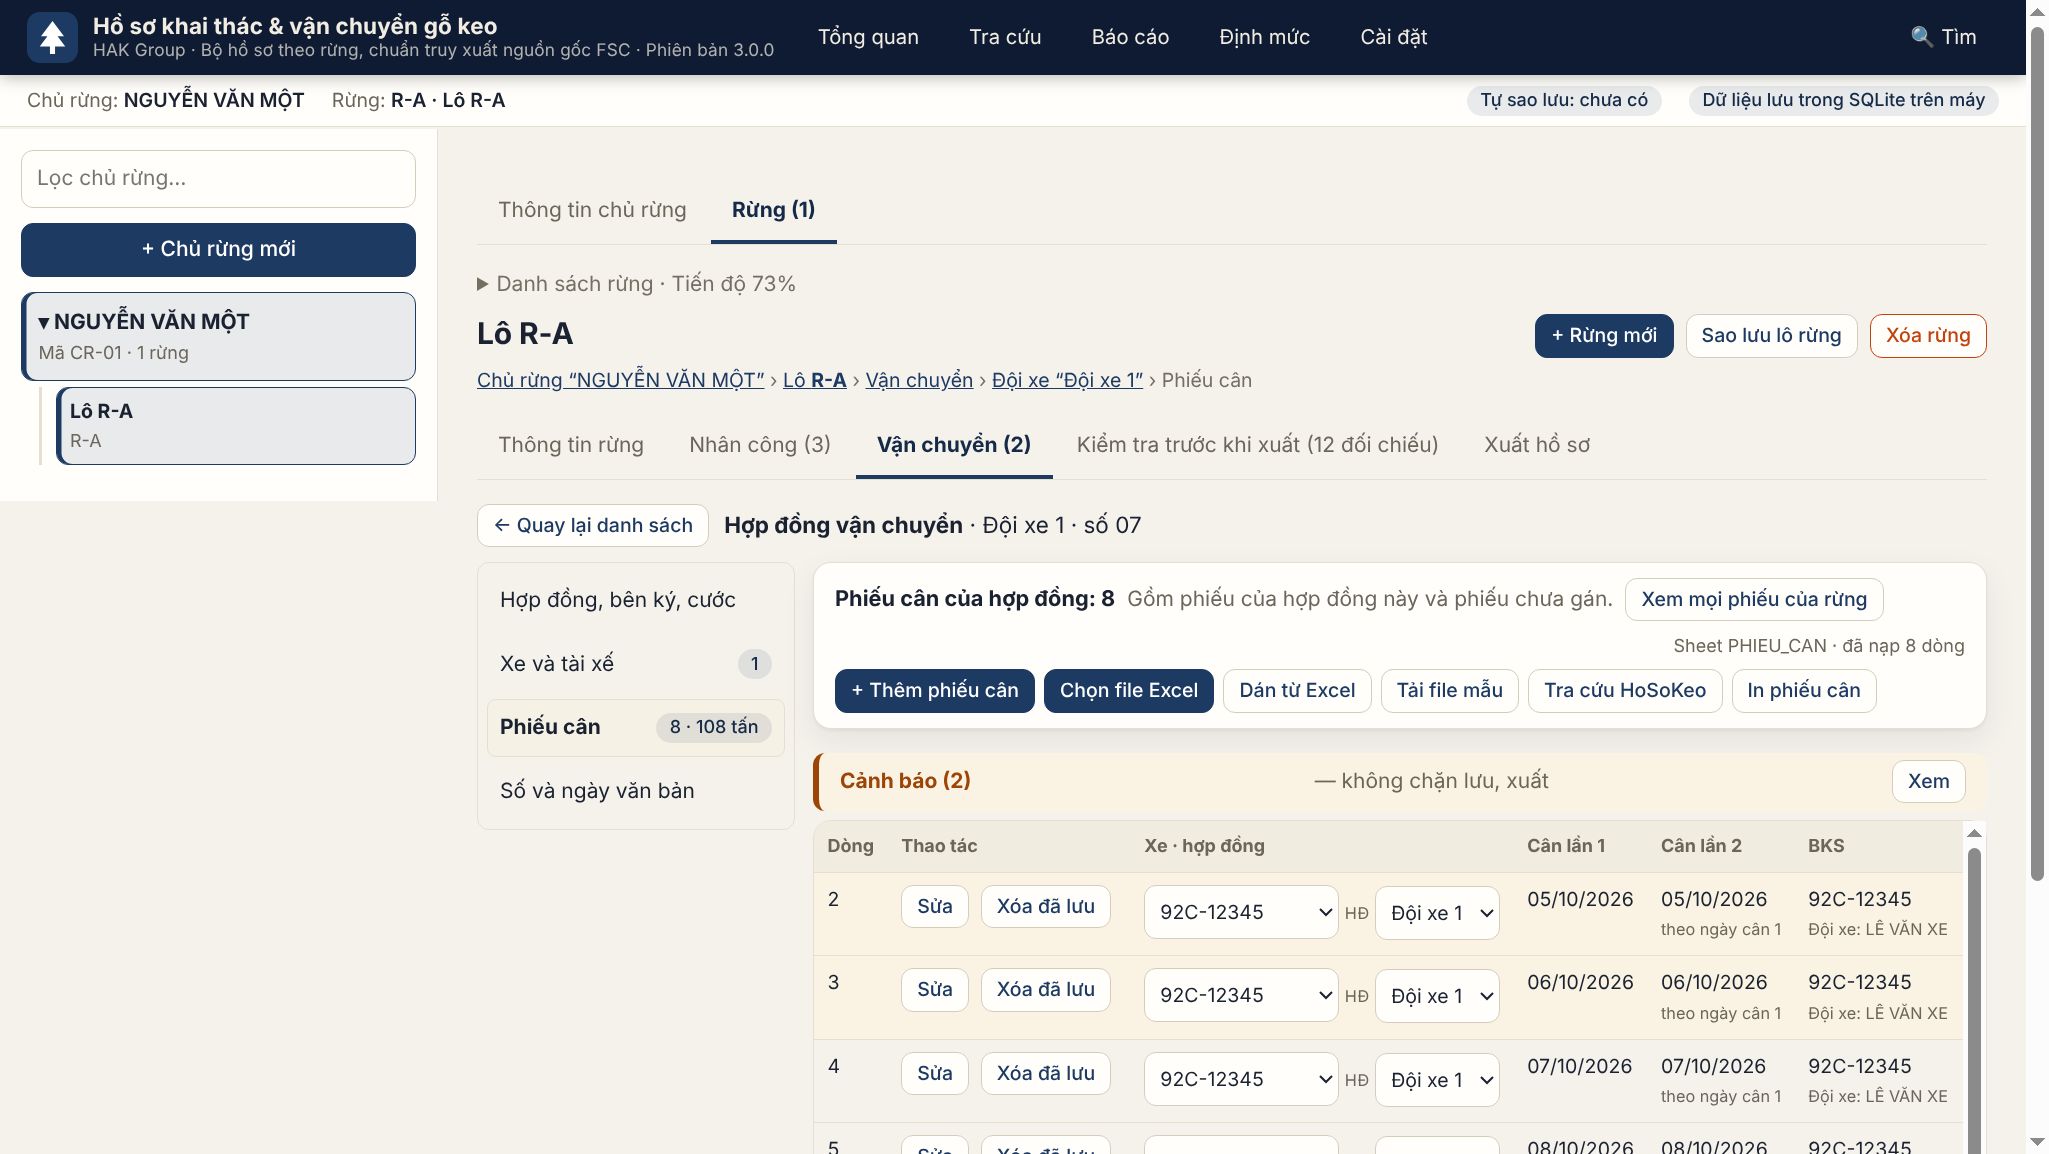 Hồ sơ khai thác & vận chuyển gỗ keo
HAK Group · Bộ hồ sơ theo rừng, chuẩn truy xuất nguồn gốc FSC · Phiên bản 3.0.0
Tổng quan
Tra cứu
Báo cáo
Định mức
Cài đặt
🔍 Tìm
Chủ rừng: NGUYỄN VĂN MỘT
Rừng: R-A · Lô R-A
Tự sao lưu: chưa có
Dữ liệu lưu trong SQLite trên máy
Lọc chủ rừng...
+ Chủ rừng mới
▾ NGUYỄN VĂN MỘT
Mã CR-01 · 1 rừng
Lô R-A
R-A
Thông tin chủ rừng
Rừng (1)
▶ Danh sách rừng · Tiến độ 73%
Lô R-A
+ Rừng mới
Sao lưu lô rừng
Xóa rừng
Chủ rừng “NGUYỄN VĂN MỘT” › Lô R-A › Vận chuyển › Đội xe “Đội xe 1” › Phiếu cân
Thông tin rừng
Nhân công (3)
Vận chuyển (2)
Kiểm tra trước khi xuất (12 đối chiếu)
Xuất hồ sơ
← Quay lại danh sách
Hợp đồng vận chuyển · Đội xe 1 · số 07
Hợp đồng, bên ký, cước
Xe và tài xế 1
Phiếu cân 8 · 108 tấn
Số và ngày văn bản
Phiếu cân của hợp đồng: 8 Gồm phiếu của hợp đồng này và phiếu chưa gán.
Xem mọi phiếu của rừng
Sheet PHIEU_CAN · đã nạp 8 dòng
+ Thêm phiếu cân
Chọn file Excel
Dán từ Excel
Tải file mẫu
Tra cứu HoSoKeo
In phiếu cân
Cảnh báo (2) — không chặn lưu, xuất
Xem
Dòng Thao tác Xe · hợp đồng Cân lần 1 Cân lần 2 BKS
2 Sửa Xóa đã lưu 92C-12345 HĐ Đội xe 1 05/10/2026 05/10/2026 92C-12345
theo ngày cân 1 Đội xe: LÊ VĂN XE
3 Sửa Xóa đã lưu 92C-12345 HĐ Đội xe 1 06/10/2026 06/10/2026 92C-12345
theo ngày cân 1 Đội xe: LÊ VĂN XE
4 Sửa Xóa đã lưu 92C-12345 HĐ Đội xe 1 07/10/2026 07/10/2026 92C-12345
theo ngày cân 1 Đội xe: LÊ VĂN XE
5 Sửa Xóa đã lưu 08/10/2026 08/10/2026 92C-12345